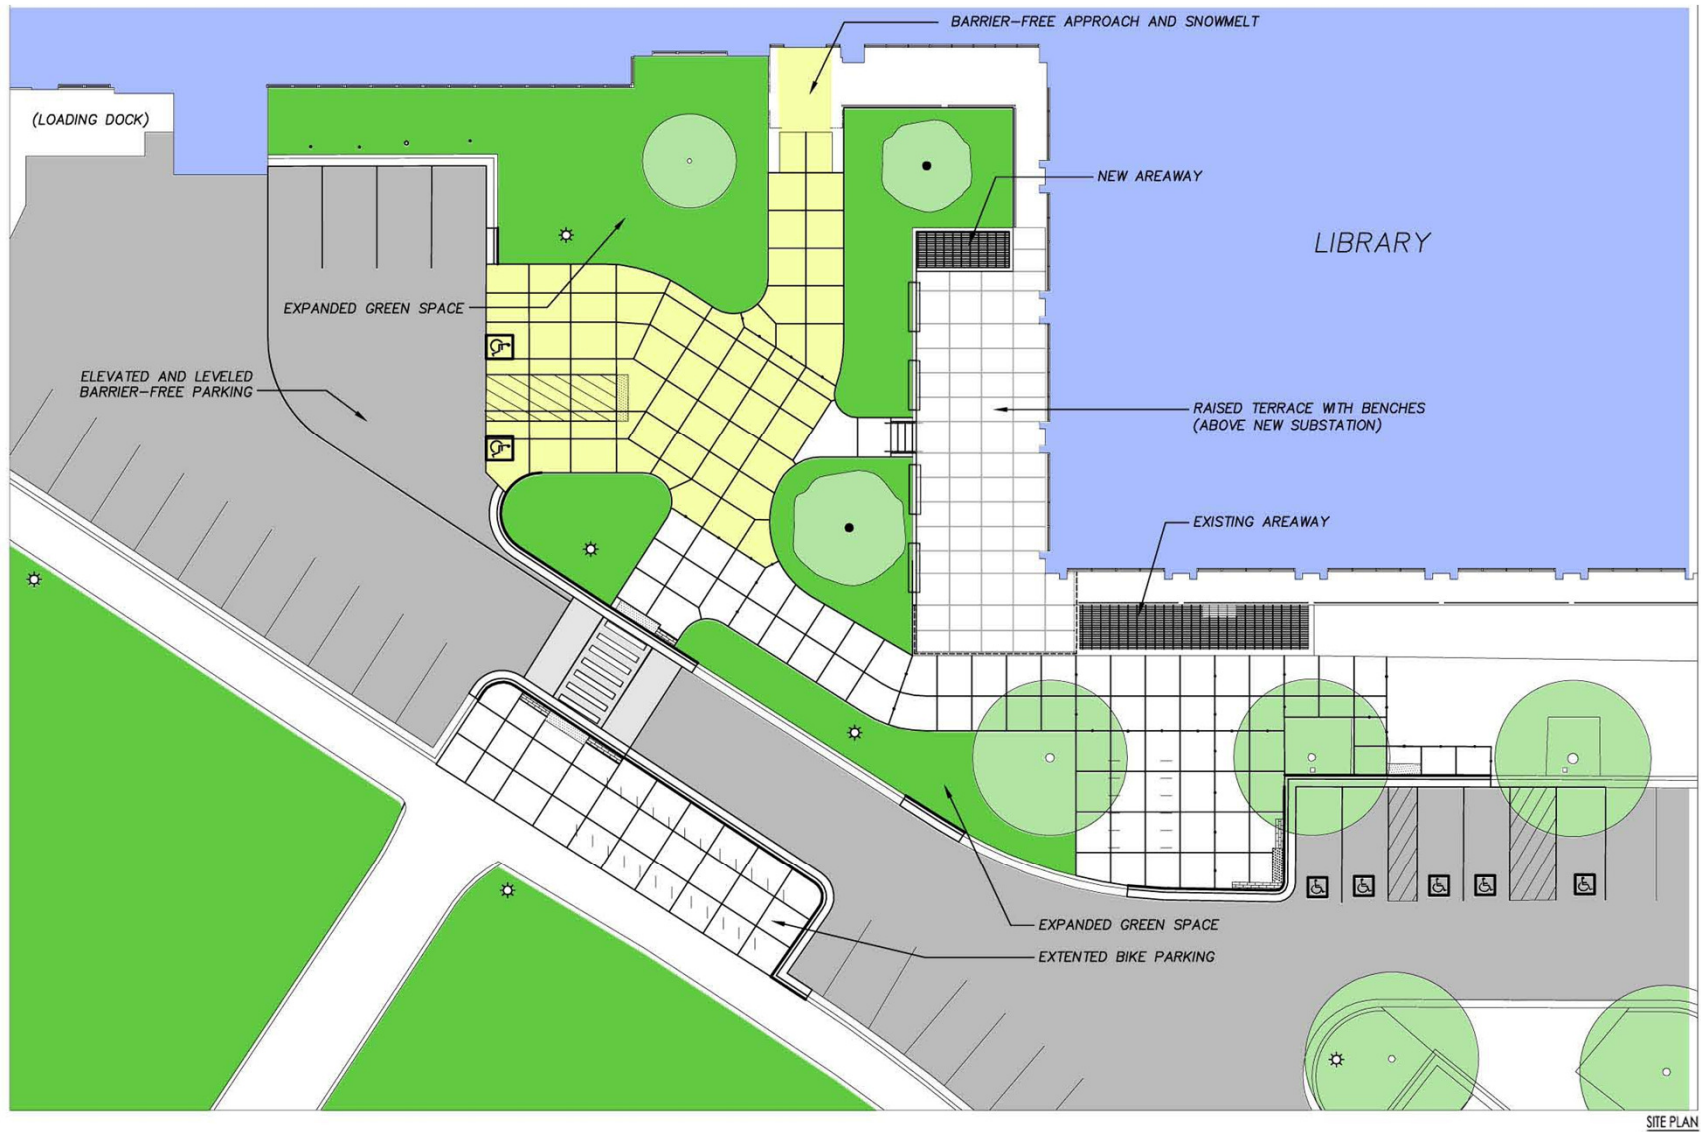 BARRIER-FREE APPROACH AND SNOWMELT
(LOADING DOCK)
NEW AREAWAY
LIBRARY
EXPANDED GREEN SPACE
ELEVATED AND LEVELED
BARRIER-FREE PARKING
RAISED TERRACE WITH BENCHES
(ABOVE NEW SUBSTATION)
EXISTING AREAWAY
EXPANDED GREEN SPACE
EXTENTED BIKE PARKING
SITE PLAN